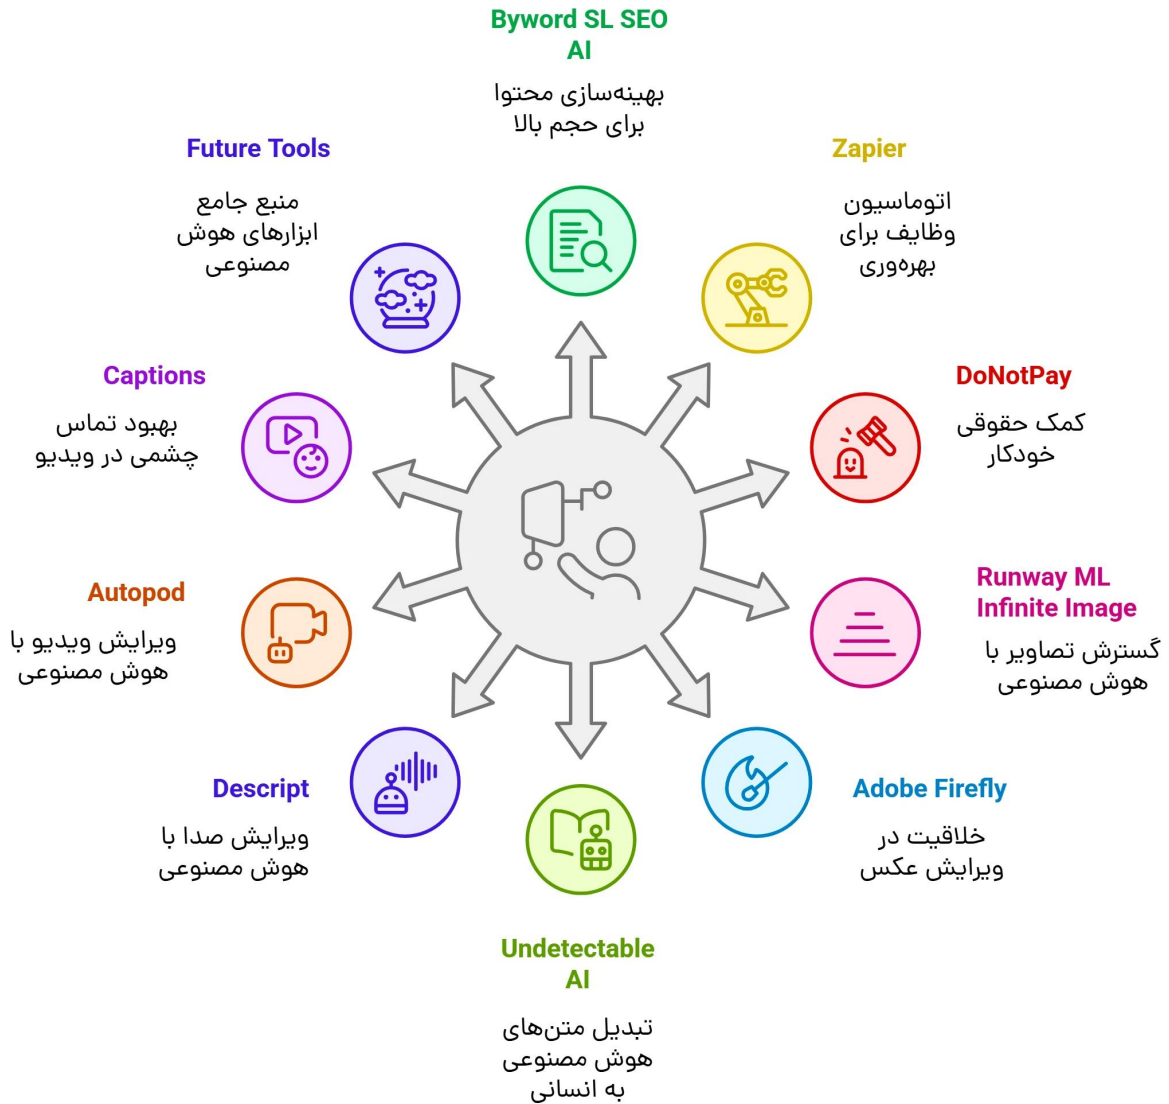 Byword SL SEO
AI
بهینه‌سازی محتوا
برای حجم بالا
Zapier
اتوماسیون
وظایف برای
بهره‌وری
DoNotPay
کمک حقوقی
خودکار
Runway ML
Infinite Image
گسترش تصاویر با
هوش مصنوعی
Adobe Firefly
خلاقیت در
ویرایش عکس
Undetectable
AI
تبدیل متن‌های
هوش مصنوعی
به انسانی
Descript
ویرایش صدا با
هوش مصنوعی
Autopod
ویرایش ویدیو با
هوش مصنوعی
Captions
بهبود تماس
چشمی در ویدیو
Future Tools
منبع جامع
ابزارهای هوش
مصنوعی